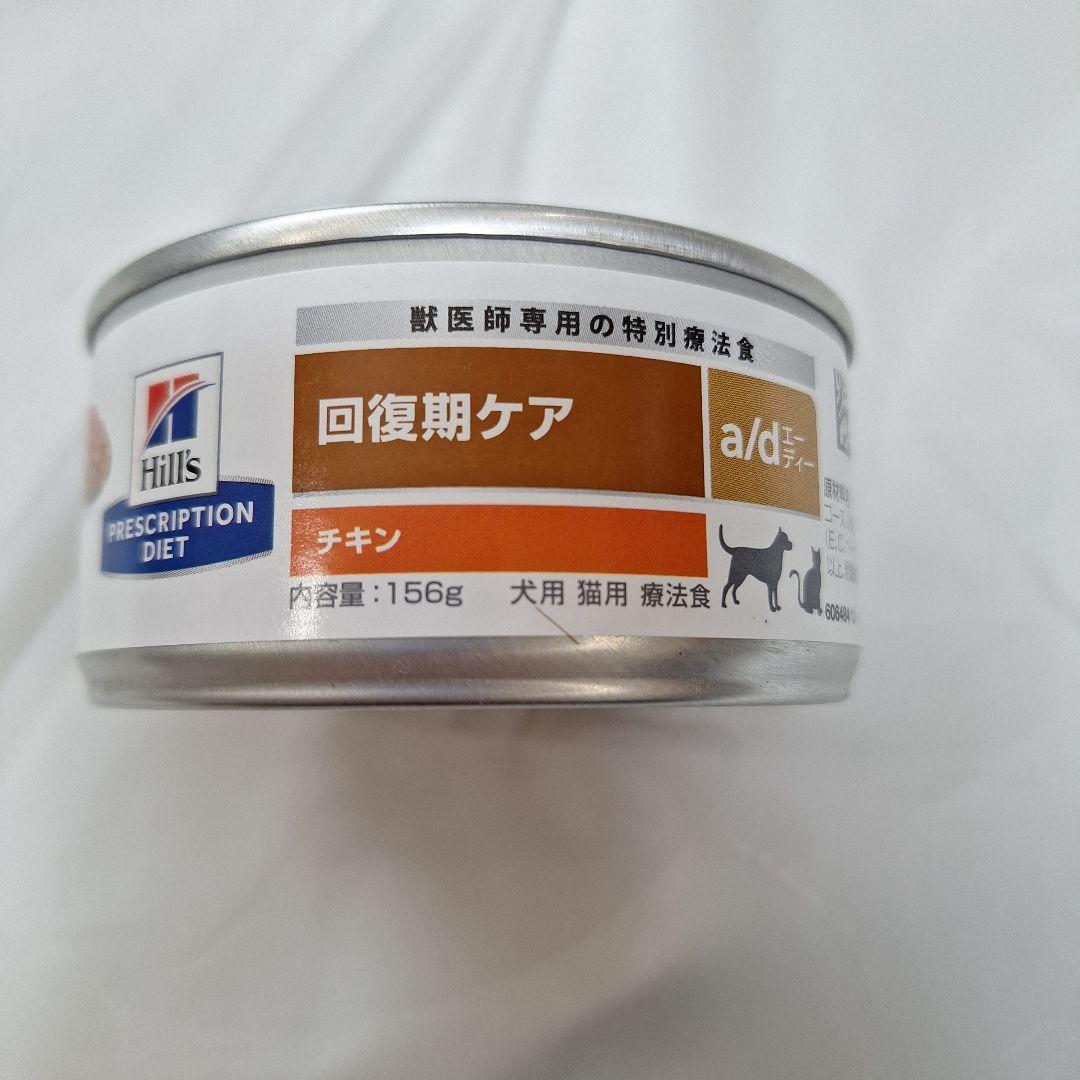 獣医師専用の特別療法食
Hill's
PRESCRIPTION
DIET
回復期ケア
a/d エー
ディー
チキン
内容量:156g 犬用 猫用 療法食
606484